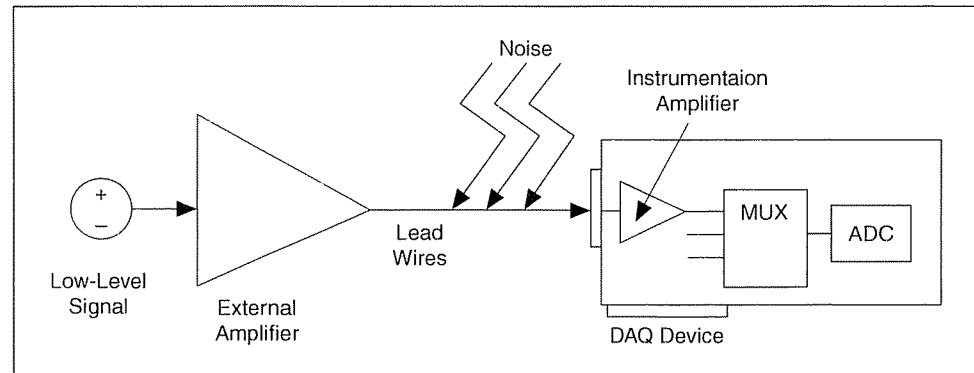 Noise
Instrumentaion
Amplifier
+
–
MUX
ADC
Lead
Wires
Low-Level
Signal
External
Amplifier
DAQ Device